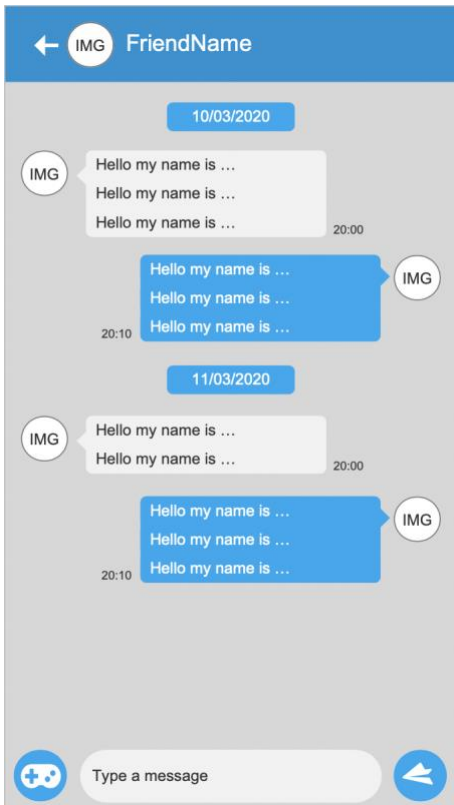 IMG FriendName
10/03/2020
IMG
Hello my name is …
Hello my name is …
Hello my name is …
20:00
Hello my name is …
Hello my name is …
Hello my name is …
IMG
20:10
11/03/2020
IMG
Hello my name is …
Hello my name is …
20:00
Hello my name is …
Hello my name is …
Hello my name is …
IMG
20:10
Type a message